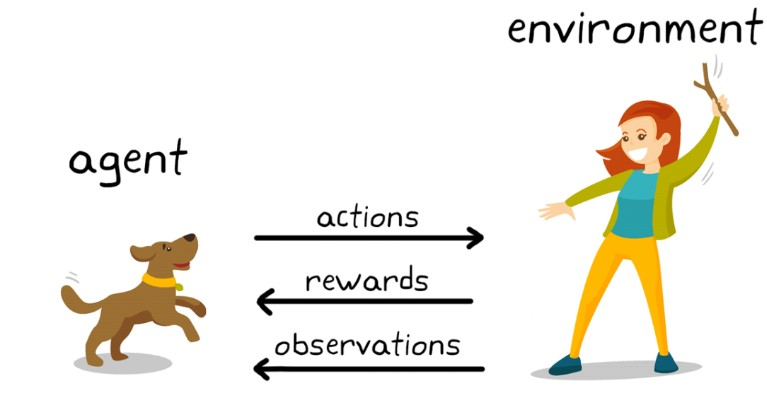 environment
agent
actions
rewards
observations